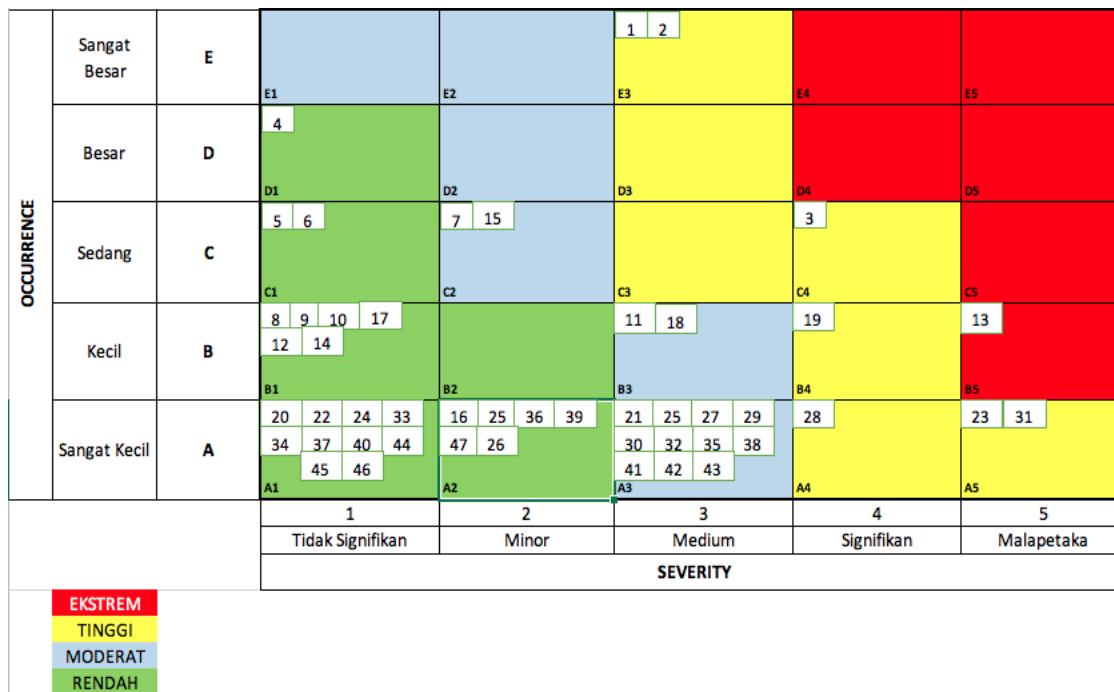 OCCURRENCE
Sangat Besar E
1 2
E1 E2 E3 E4 E5
Besar D
4
D1 D2 D3 D4 D5
Sedang C
5 6 7 15 3
C1 C2 C3 C4 C5
Kecil B
8 9 10 17 11 18 19 13
12 14
B1 B2 B3 B4 B5
Sangat Kecil A
20 22 24 33 16 25 36 39 21 25 27 29 28 23 31
34 37 40 44 47 26 30 32 35 38
45 46 41 42 43
A1 A2 A3 A4 A5
1 2 3 4 5
Tidak Signifikan Minor Medium Signifikan Malapetaka
SEVERITY
EKSTREM
TINGGI
MODERAT
RENDAH